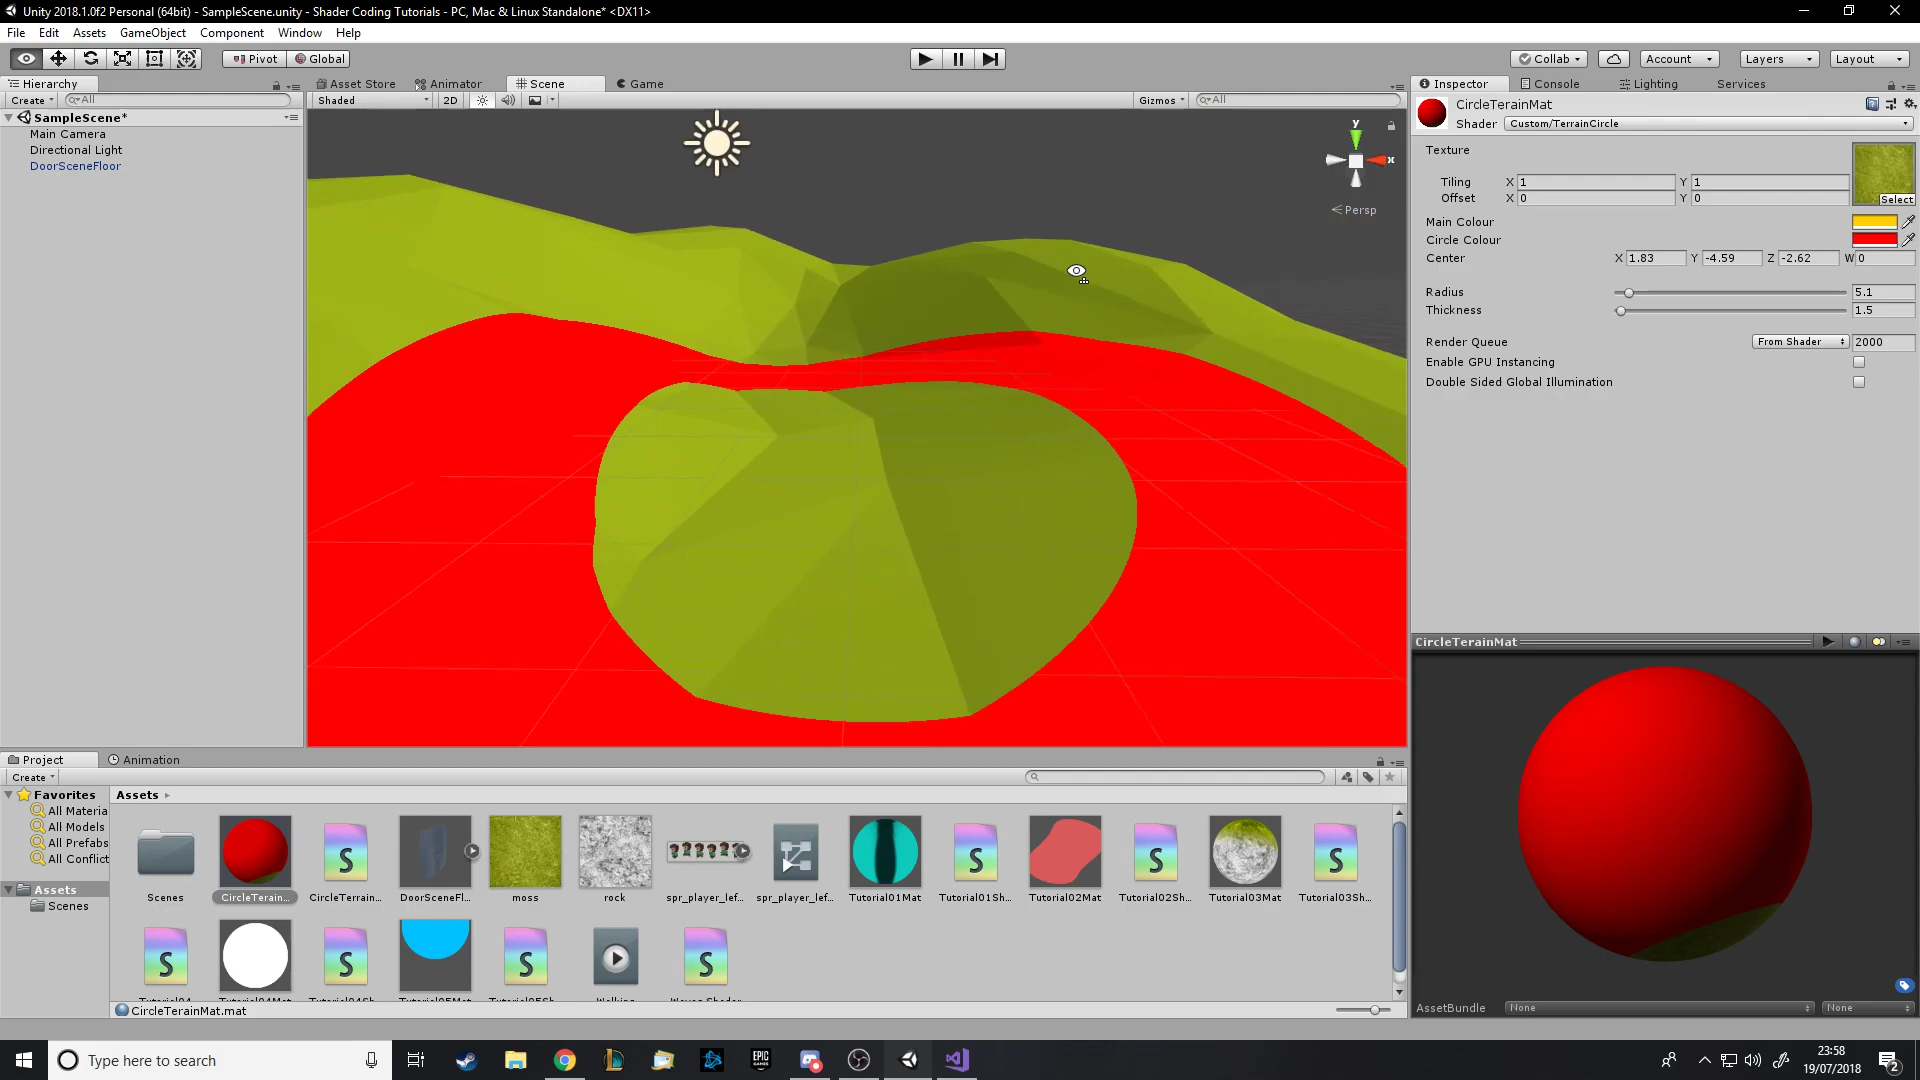 Unity 2018.1.0f2 Personal (64bit) - SampleScene.unity - Shader Coding Tutorials - PC, Mac & Linux Standalone* <DX11>
File Edit Assets GameObject Component Window Help
Pivot Global Collab Account Layers Layout
Hierarchy Asset Store Animator Scene Game Inspector Console Lighting Services
Create All Shaded 2D Gizmos All
SampleScene*
Main Camera
Directional Light
DoorSceneFloor
y
x
Persp
CircleTerainMat
Shader Custom/TerrainCircle
Texture
Tiling X 1 Y 1
Offset X 0 Y 0
Select
Main Colour
Circle Colour
Center X 1.83 Y -4.59 Z -2.62 W 0
Radius 5.1
Thickness 1.5
Render Queue From Shader 2000
Enable GPU Instancing
Double Sided Global Illumination
CircleTerainMat
AssetBundle None None
Project Animation
Create
Favorites
All Materia
All Models
All Prefabs
All Conflict
Assets
Scenes
Assets
Scenes CircleTerain... CircleTerrain... DoorSceneFl... moss rock spr_player_lef... spr_player_lef... Tutorial01Mat Tutorial01Sh... Tutorial02Mat Tutorial02Sh... Tutorial03Mat Tutorial03Sh...
CircleTerainMat.mat
Type here to search
EPIC GAMES
23:58
19/07/2018
2